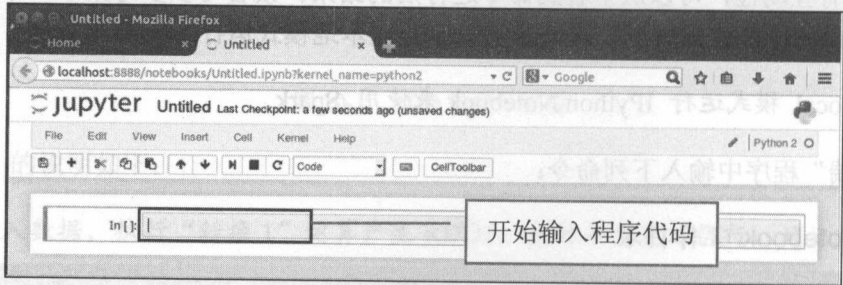 Untitled - Mozilla Firefox
Home × Untitled ×
localhost:8888/notebooks/Untitled.ipynb?kernel_name=python2 Google
jupyter Untitled Last Checkpoint: a few seconds ago (unsaved changes)
File Edit View Insert Cell Kernel Help Python 2
Code CellToolbar
In [ ]: 开始输入程序代码